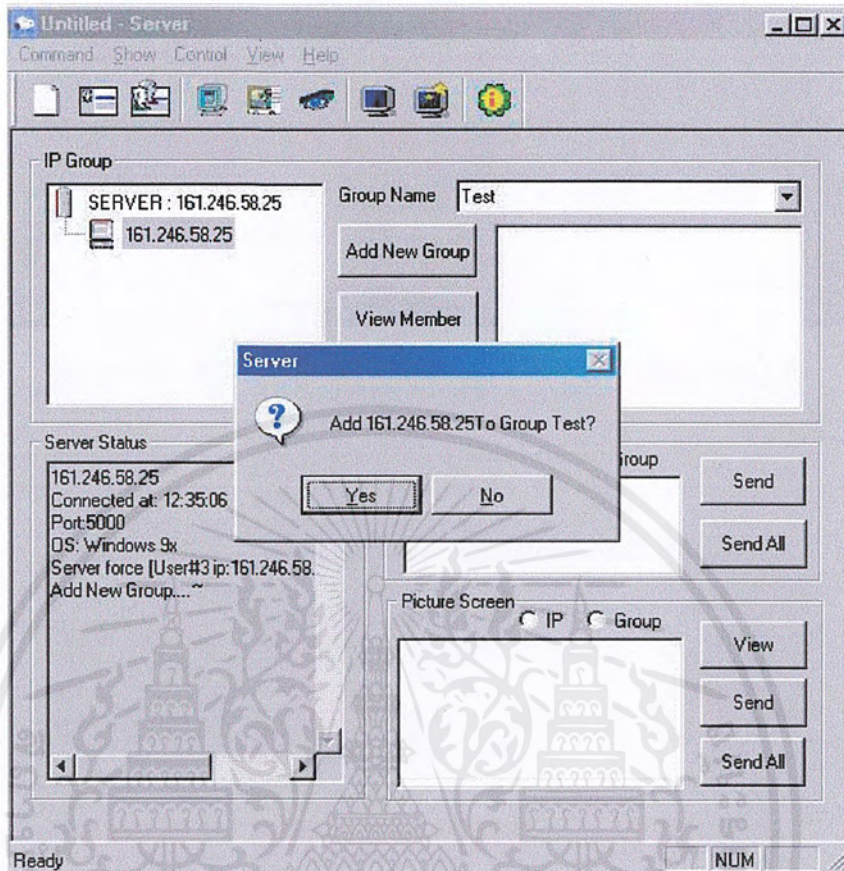 Untitled - Server
Command Show Control View Help
IP Group
SERVER : 161.246.58.25
161.246.58.25
Group Name Test
Add New Group
View Member
Server
Add 161.246.58.25To Group Test?
Yes No
Server Status
161.246.58.25
Connected at: 12:35:06
Port:5000
OS: Windows 9x
Server force [User#3 ip:161.246.58.
Add New Group....~
Send
Send All
Picture Screen
IP Group
View
Send
Send All
Ready NUM